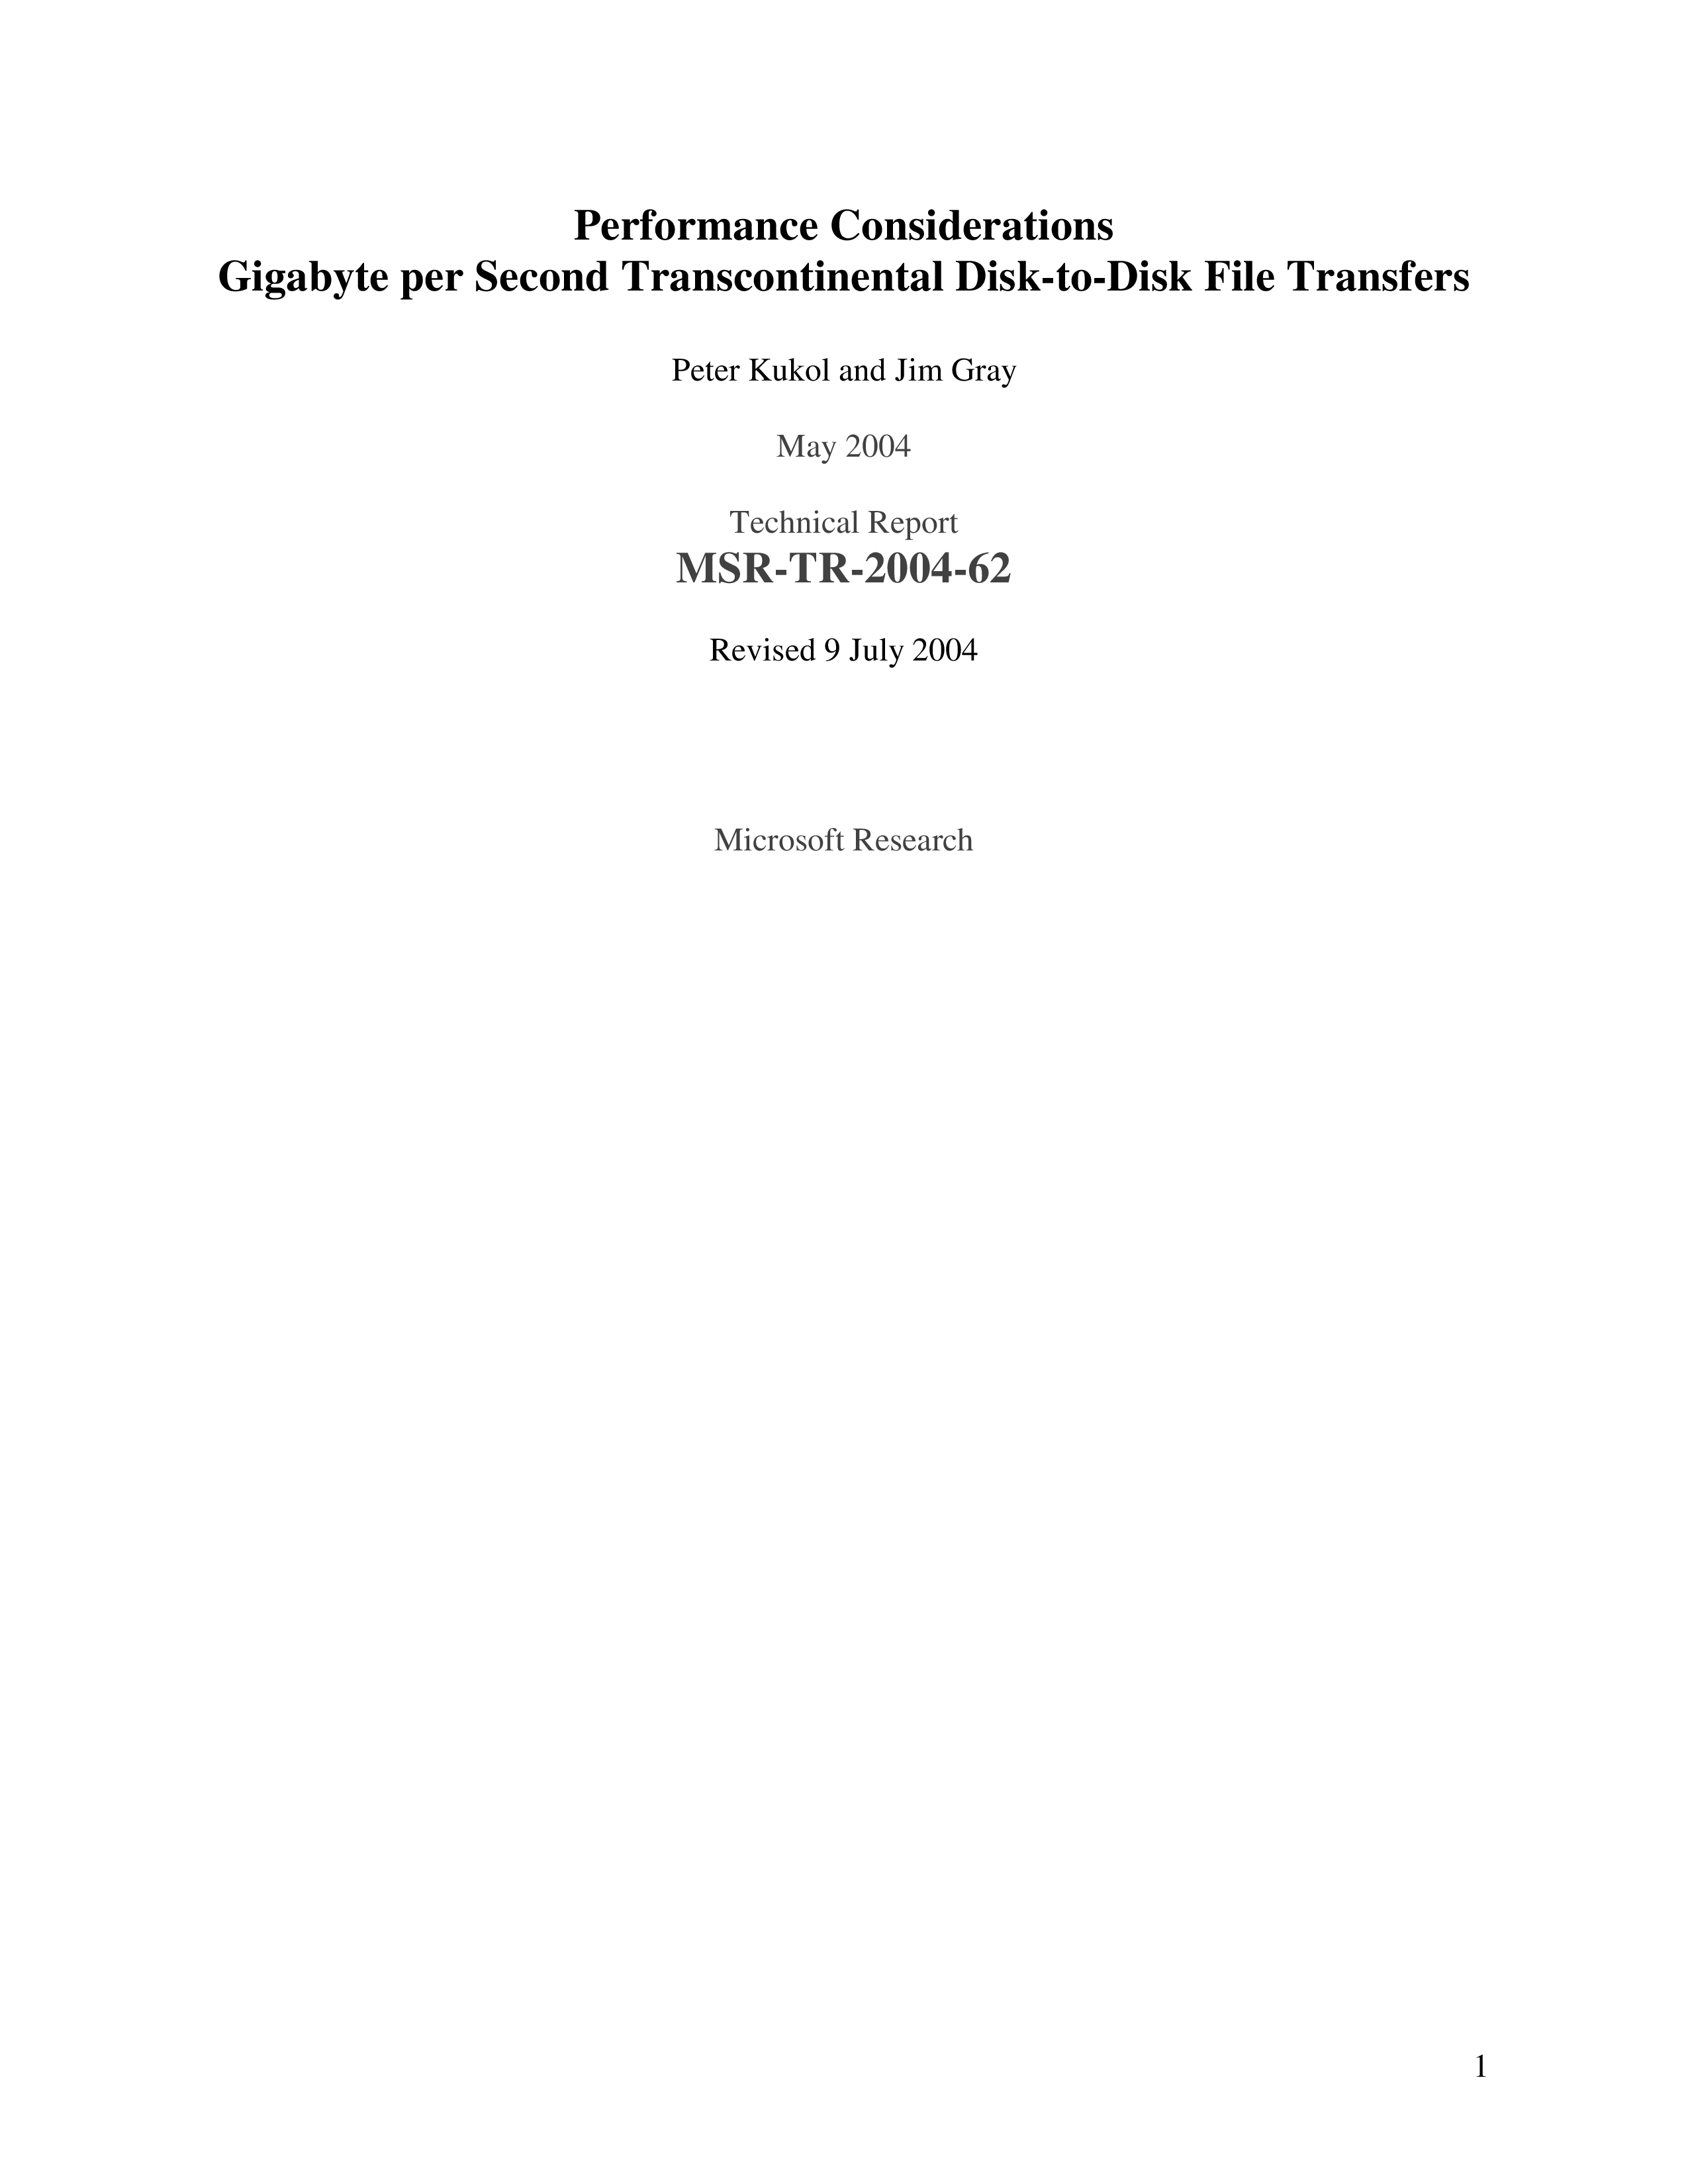 Performance Considerations
Gigabyte per Second Transcontinental Disk-to-Disk File Transfers
Peter Kukol and Jim Gray
May 2004
Technical Report
MSR-TR-2004-62
Revised 9 July 2004
Microsoft Research
1